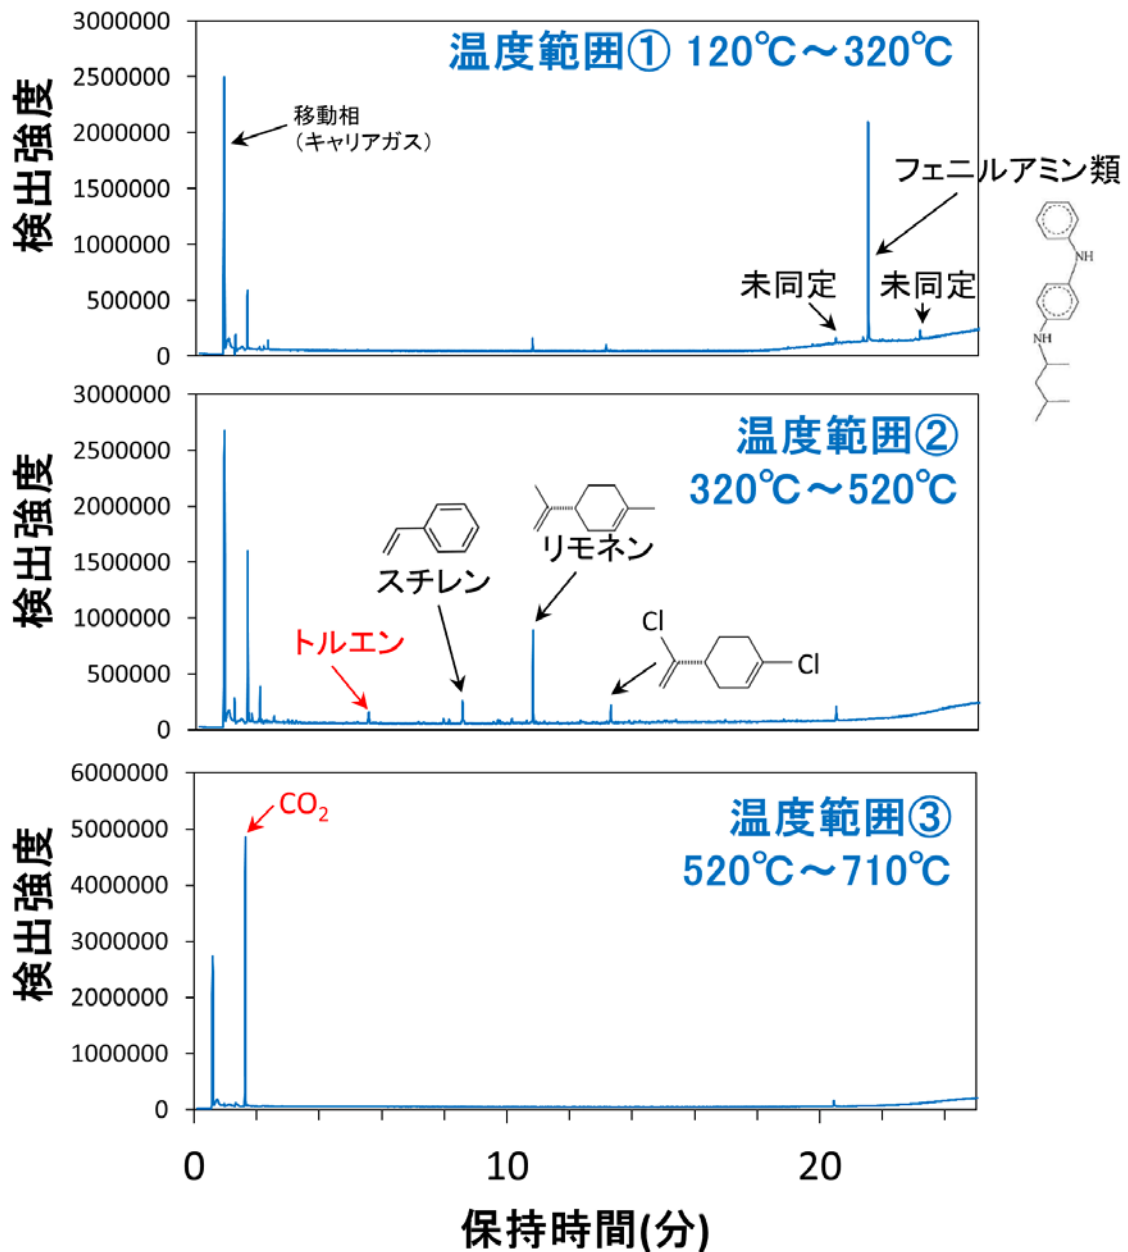 3000000
2500000
2000000
1500000
1000000
500000
0
検出強度
温度範囲① 120℃～320℃
移動相
（キャリアガス）
フェニルアミン類
未同定
未同定
NH
NH
3000000
2500000
2000000
1500000
1000000
500000
0
検出強度
温度範囲②
320℃～520℃
トルエン
スチレン
リモネン
Cl
Cl
6000000
5000000
4000000
3000000
2000000
1000000
0
検出強度
温度範囲③
520℃～710℃
CO₂
0 10 20
保持時間(分)